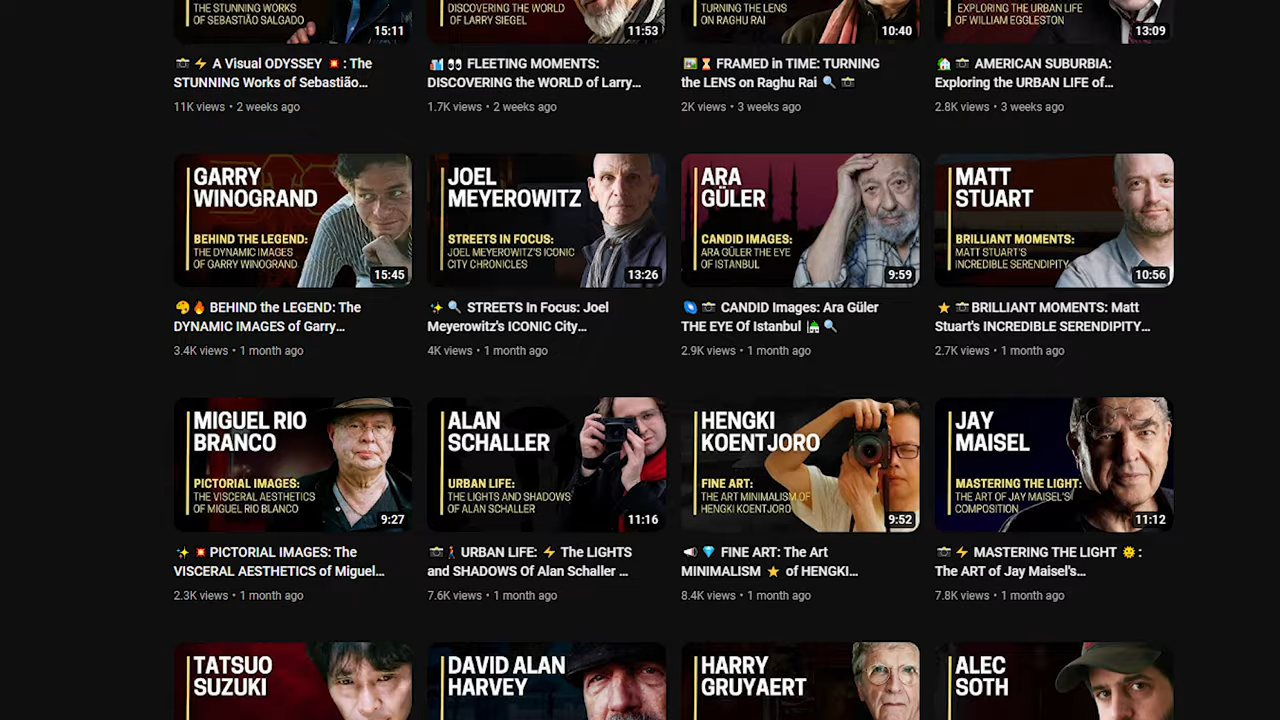 THE STUNNING WORKS
OF SEBASTIÃO SALGADO
15:11
DISCOVERING THE WORLD
OF LARRY SIEGEL
11:53
TURNING THE LENS
ON RAGHU RAI
10:40
EXPLORING THE URBAN LIFE
OF WILLIAM EGGLESTON
13:09
📷 ⚡ A Visual ODYSSEY 💥 : The
STUNNING Works of Sebastião...
11K views • 2 weeks ago
FLEETING MOMENTS:
DISCOVERING the WORLD of Larry...
1.7K views • 2 weeks ago
FRAMED in TIME: TURNING
the LENS on Raghu Rai 🔍 📷
2K views • 3 weeks ago
AMERICAN SUBURBIA:
Exploring the URBAN LIFE of...
2.8K views • 3 weeks ago
GARRY
WINOGRAND
BEHIND THE LEGEND:
THE DYNAMIC IMAGES
OF GARRY WINOGRAND
15:45
JOEL
MEYEROWITZ
STREETS IN FOCUS:
JOEL MEYEROWITZ'S ICONIC
CITY CHRONICLES
13:26
ARA
GÜLER
CANDID IMAGES:
ARA GÜLER THE EYE
OF ISTANBUL
9:59
MATT
STUART
BRILLIANT MOMENTS:
MATT STUART'S
INCREDIBLE SERENDIPITY
10:56
BEHIND the LEGEND: The
DYNAMIC IMAGES of Garry...
3.4K views • 1 month ago
✨ 🔍 STREETS In Focus: Joel
Meyerowitz's ICONIC City...
4K views • 1 month ago
CANDID Images: Ara Güler
THE EYE Of Istanbul 🕌 🔍
2.9K views • 1 month ago
⭐ 📷 BRILLIANT MOMENTS: Matt
Stuart's INCREDIBLE SERENDIPITY...
2.7K views • 1 month ago
MIGUEL RIO
BRANCO
PICTORIAL IMAGES:
THE VISCERAL AESTHETICS
OF MIGUEL RIO BLANCO
9:27
ALAN
SCHALLER
URBAN LIFE:
THE LIGHTS AND SHADOWS
OF ALAN SCHALLER
11:16
HENGKI
KOENTJORO
FINE ART:
THE ART MINIMALISM OF
HENGKI KOENTJORO
9:52
JAY
MAISEL
MASTERING THE LIGHT:
THE ART OF JAY MAISEL'S
COMPOSITION
11:12
✨ 💥 PICTORIAL IMAGES: The
VISCERAL AESTHETICS of Miguel...
2.3K views • 1 month ago
📷 🚶 URBAN LIFE: ⚡ The LIGHTS
and SHADOWS Of Alan Schaller ...
7.6K views • 1 month ago
📢 💎 FINE ART: The Art
MINIMALISM ⭐ of HENGKI...
8.4K views • 1 month ago
📷 ⚡ MASTERING THE LIGHT 🌞 :
The ART of Jay Maisel's...
7.8K views • 1 month ago
TATSUO
SUZUKI
DAVID ALAN
HARVEY
HARRY
GRUYAERT
ALEC
SOTH